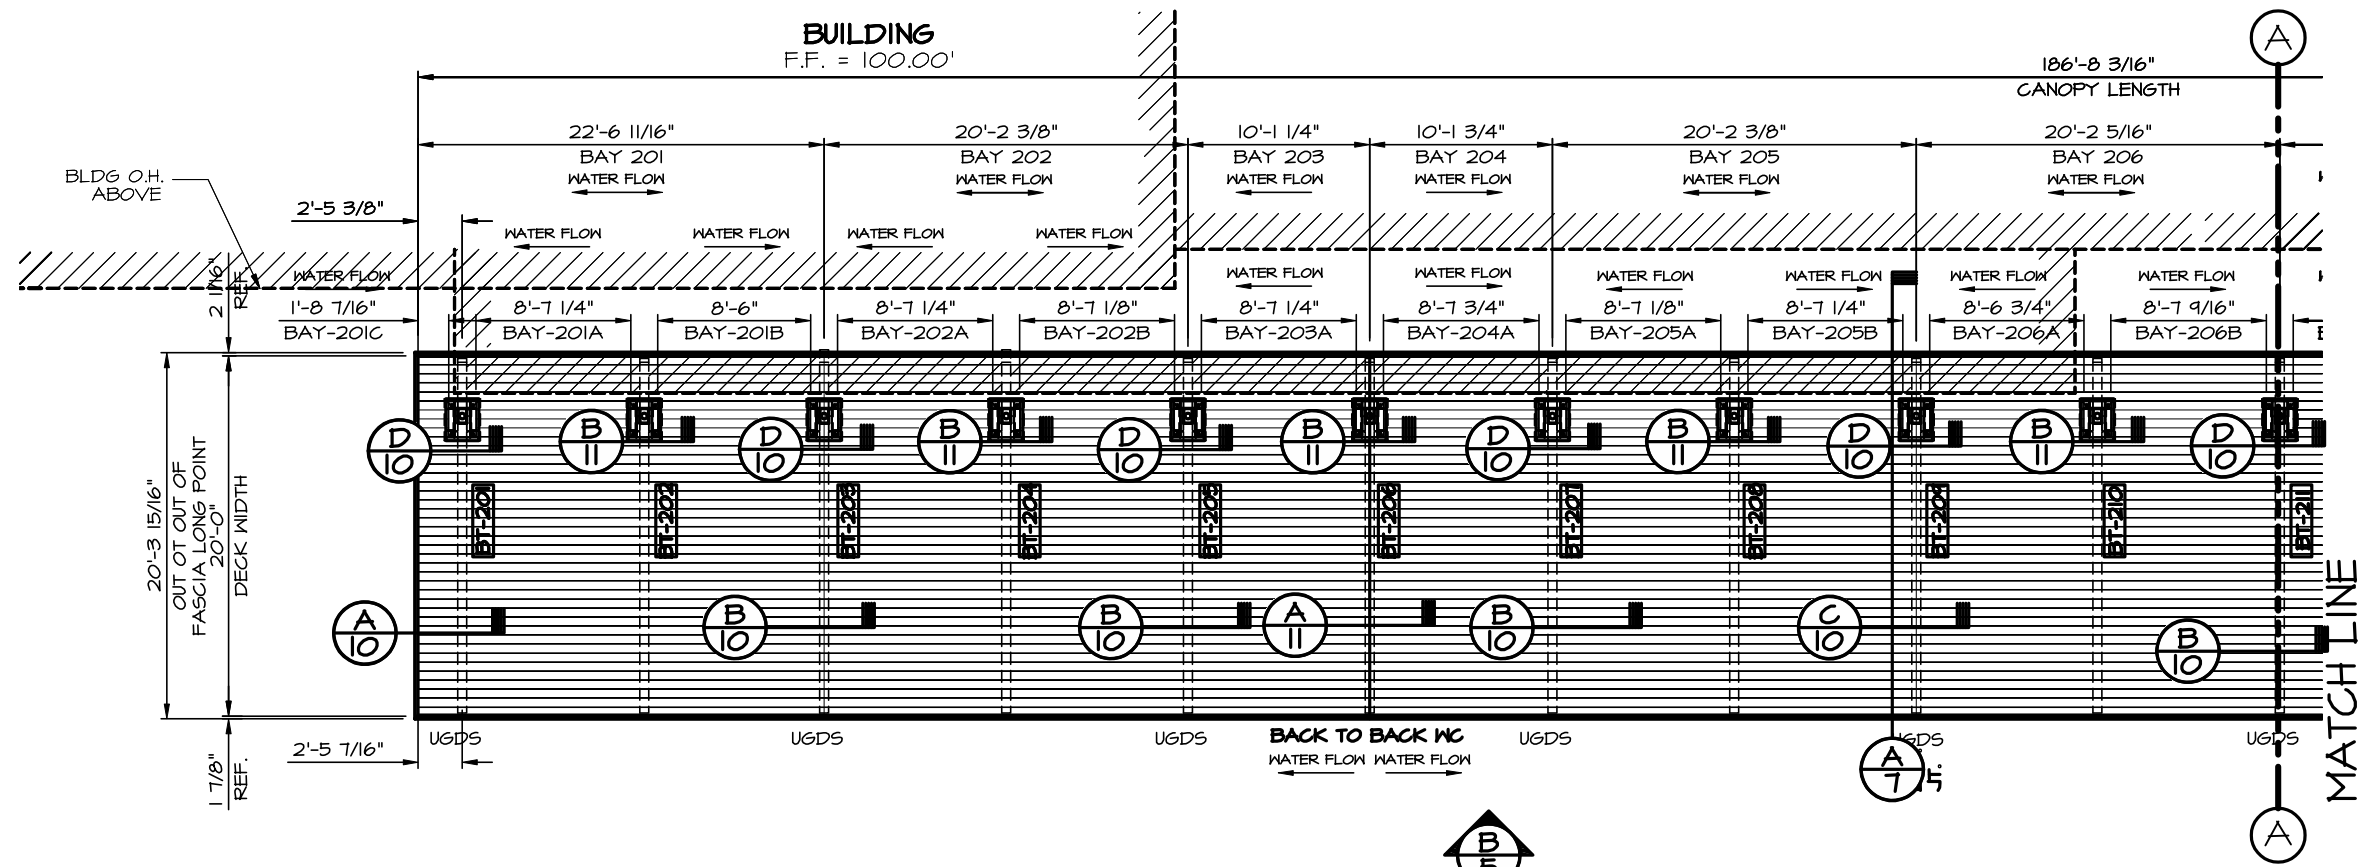 BUILDING
F.F. = 100.00'
A
186'-8 3/16"
CANOPY LENGTH
22'-6 11/16"
BAY 201
WATER FLOW
20'-2 3/8"
BAY 202
WATER FLOW
10'-1 1/4"
BAY 203
WATER FLOW
10'-1 3/4"
BAY 204
WATER FLOW
20'-2 3/8"
BAY 205
WATER FLOW
20'-2 5/16"
BAY 206
WATER FLOW
BLDG O.H.
ABOVE
2'-5 3/8"
WATER FLOW
WATER FLOW
WATER FLOW
WATER FLOW
WATER FLOW
WATER FLOW
WATER FLOW
WATER FLOW
WATER FLOW
WATER FLOW
WATER FLOW
2 1/16"
REF.
1'-8 7/16"
BAY-201C
8'-7 1/4"
BAY-201A
8'-6"
BAY-201B
8'-7 1/4"
BAY-202A
8'-7 1/8"
BAY-202B
8'-7 1/4"
BAY-203A
8'-7 3/4"
BAY-204A
8'-7 1/8"
BAY-205A
8'-7 1/4"
BAY-205B
8'-6 3/4"
BAY-206A
8'-7 9/16"
BAY-206B
D
10
B
11
D
10
B
11
D
10
B
11
D
10
B
11
D
10
B
11
D
10
20'-3 15/16"
OUT OT OUT OF
FASCIA LONG POINT
20'-0"
DECK WIDTH
BT-201
BT-202
BT-203
BT-204
BT-205
BT-206
BT-207
BT-208
BT-209
BT-210
BT-211
A
10
B
10
B
10
A
11
B
10
C
10
B
10
MATCH LINE
UGDS
UGDS
UGDS
BACK TO BACK WC
WATER FLOW
WATER FLOW
UGDS
UGDS
UGDS
2'-5 7/16"
1 7/8"
REF.
A
7
B
5
A